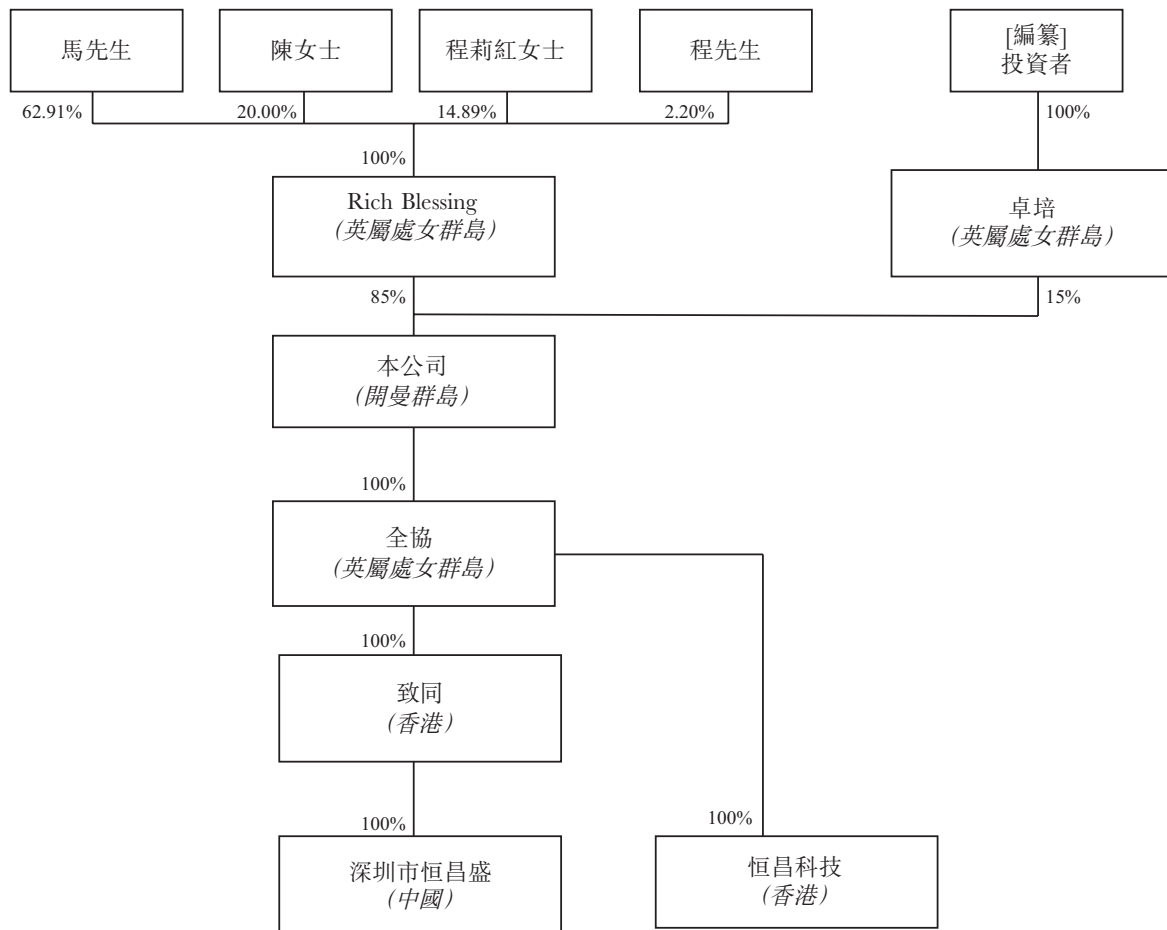 馬先生
陳女士
程莉紅女士
程先生
[編纂]
投資者
62.91%
20.00%
14.89%
2.20%
100%
100%
Rich Blessing
(英屬處女群島)
卓培
(英屬處女群島)
85%
15%
本公司
(開曼群島)
100%
全協
(英屬處女群島)
100%
致同
(香港)
100%
100%
深圳市恒昌盛
(中國)
恒昌科技
(香港)